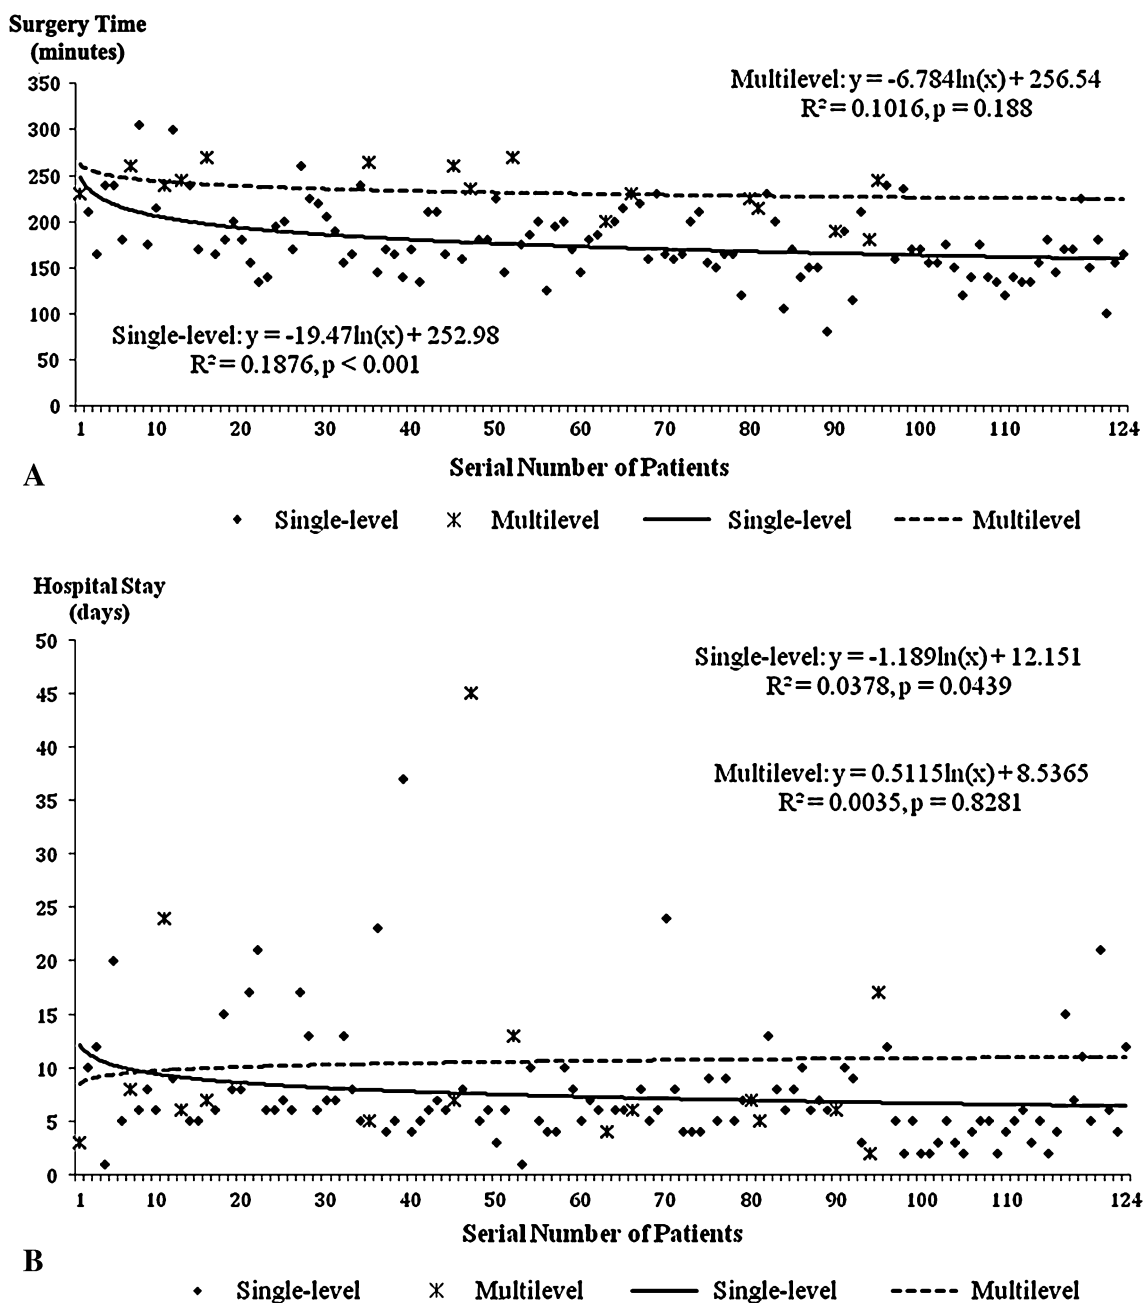 Surgery Time
(minutes)
350
300
250
200
150
100
50
0
Multilevel: y = -6.784ln(x) + 256.54
R² = 0.1016, p = 0.188
Single-level: y = -19.47ln(x) + 252.98
R² = 0.1876, p < 0.001
1 10 20 30 40 50 60 70 80 90 100 110 124
Serial Number of Patients
A
Single-level Multilevel Single-level Multilevel
Hospital Stay
(days)
50
45
40
35
30
25
20
15
10
5
0
Single-level: y = -1.189ln(x) + 12.151
R² = 0.0378, p = 0.0439
Multilevel: y = 0.5115ln(x) + 8.5365
R² = 0.0035, p = 0.8281
1 10 20 30 40 50 60 70 80 90 100 110 124
Serial Number of Patients
B
Single-level Multilevel Single-level Multilevel